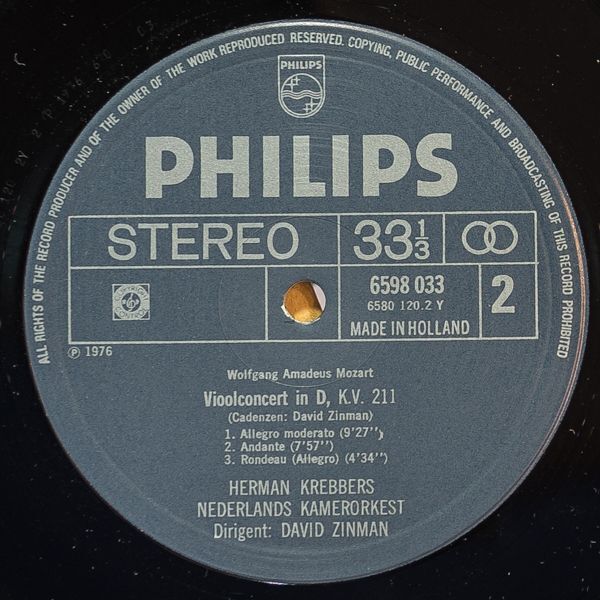 ALL RIGHTS OF THE RECORD PRODUCER AND OF THE OWNER OF THE WORK REPRODUCED RESERVED. COPYING, PUBLIC PERFORMANCE AND BROADCASTING OF THIS RECORD PROHIBITED
PHILIPS
PHILIPS
STEREO
33 1/3
6598 033
6580 120.2 Y
MADE IN HOLLAND
2
℗ 1976
Wolfgang Amadeus Mozart
Vioolconcert in D, K.V. 211
(Cadenzen: David Zinman)
1. Allegro moderato (9'27'')
2. Andante (7'57'')
3. Rondeau (Allegro) (4'34'')
HERMAN KREBBERS
NEDERLANDS KAMERORKEST
Dirigent: DAVID ZINMAN